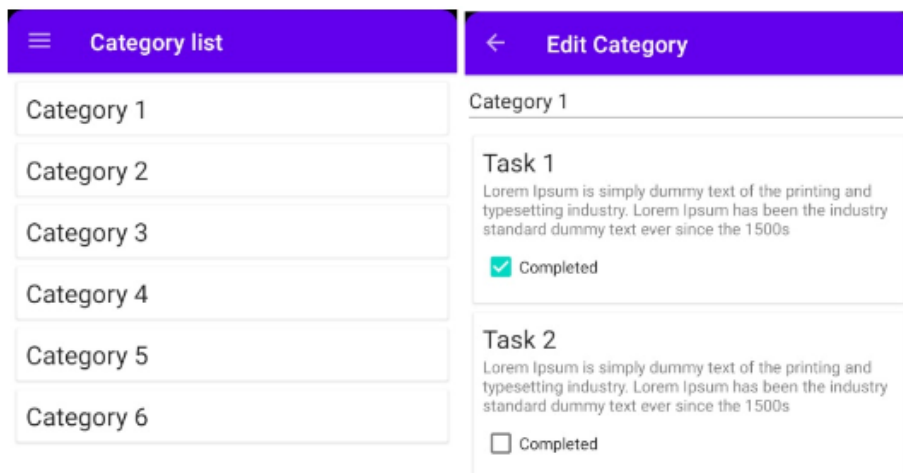 Category list
Category 1
Category 2
Category 3
Category 4
Category 5
Category 6
Edit Category
Category 1
Task 1
Lorem Ipsum is simply dummy text of the printing and
typesetting industry. Lorem Ipsum has been the industry
standard dummy text ever since the 1500s
Completed
Task 2
Lorem Ipsum is simply dummy text of the printing and
typesetting industry. Lorem Ipsum has been the industry
standard dummy text ever since the 1500s
Completed